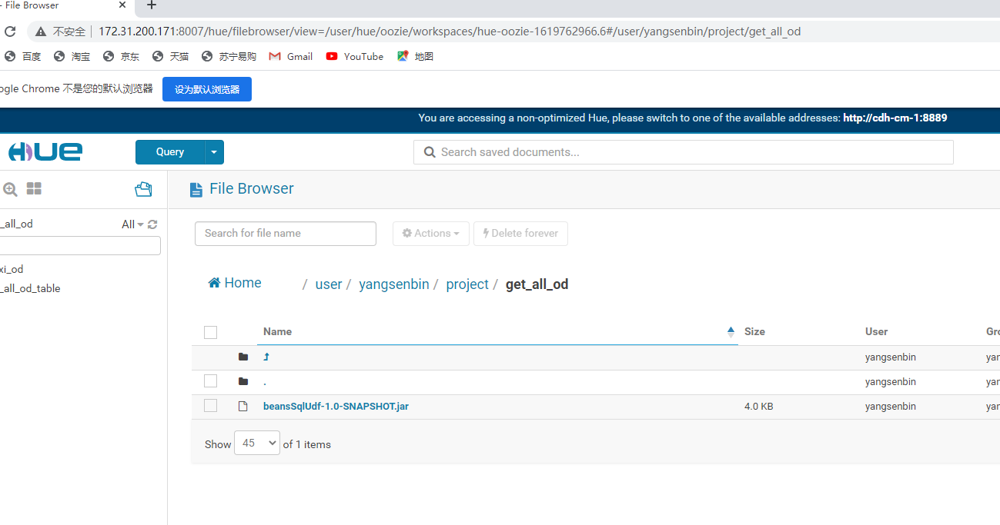 - File Browser
不安全 172.31.200.171:8007/hue/filebrowser/view=/user/hue/oozie/workspaces/hue-oozie-1619762966.6#/user/yangsenbin/project/get_all_od
百度 淘宝 京东 天猫 苏宁易购 Gmail YouTube 地图
ogle Chrome 不是您的默认浏览器 设为默认浏览器
You are accessing a non-optimized Hue, please switch to one of the available addresses: http://cdh-cm-1:8889
HUE Query Search saved documents...
File Browser
_all_od All
Search for file name Actions Delete forever
xi_od
_all_od_table
Home / user / yangsenbin / project / get_all_od
Name Size User Gro
yangsenbin yan
. yangsenbin yan
beansSqlUdf-1.0-SNAPSHOT.jar 4.0 KB yangsenbin yan
Show 45 of 1 items